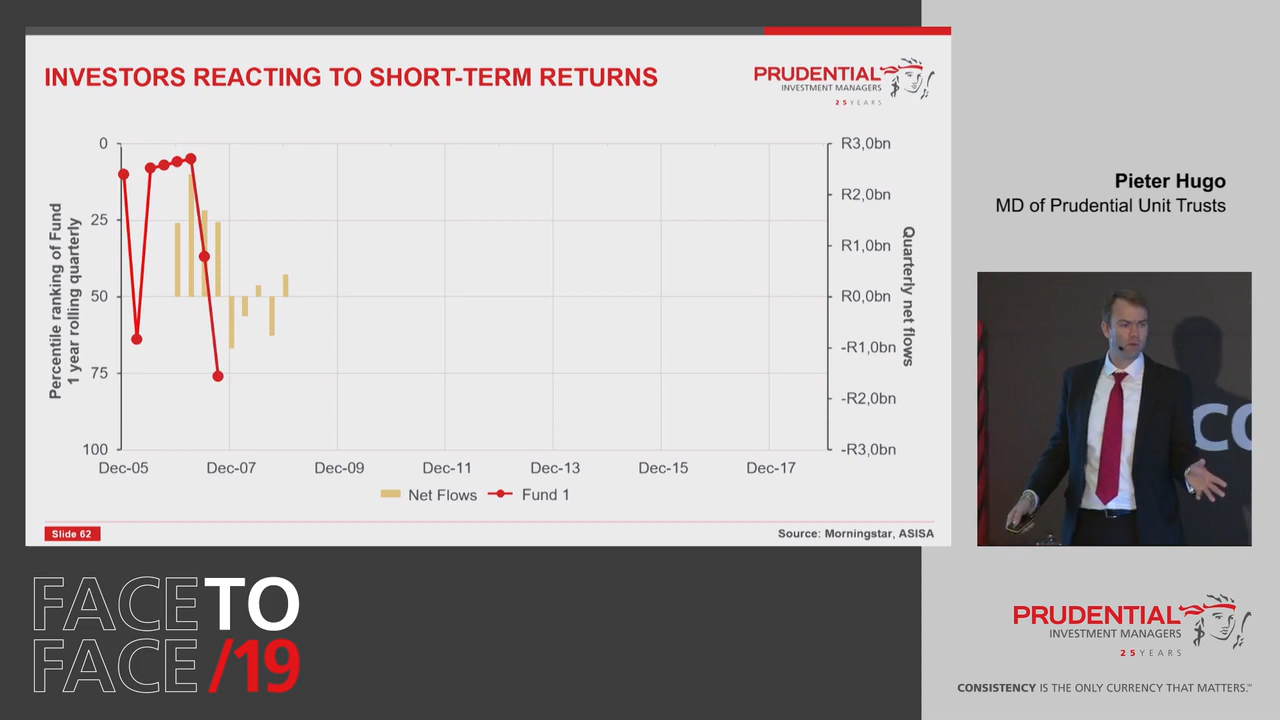 INVESTORS REACTING TO SHORT-TERM RETURNS
PRUDENTIAL
INVESTMENT MANAGERS
25 YEARS
Percentile ranking of Fund
1 year rolling quarterly
0
25
50
75
100
R3,0bn
R2,0bn
R1,0bn
R0,0bn
-R1,0bn
-R2,0bn
-R3,0bn
Quarterly net flows
Dec-05
Dec-07
Dec-09
Dec-11
Dec-13
Dec-15
Dec-17
Net Flows
Fund 1
Slide 62
Source: Morningstar, ASISA
Pieter Hugo
MD of Prudential Unit Trusts
CO
FACE TO
FACE /19
PRUDENTIAL
INVESTMENT MANAGERS
25 YEARS
CONSISTENCY IS THE ONLY CURRENCY THAT MATTERS.™